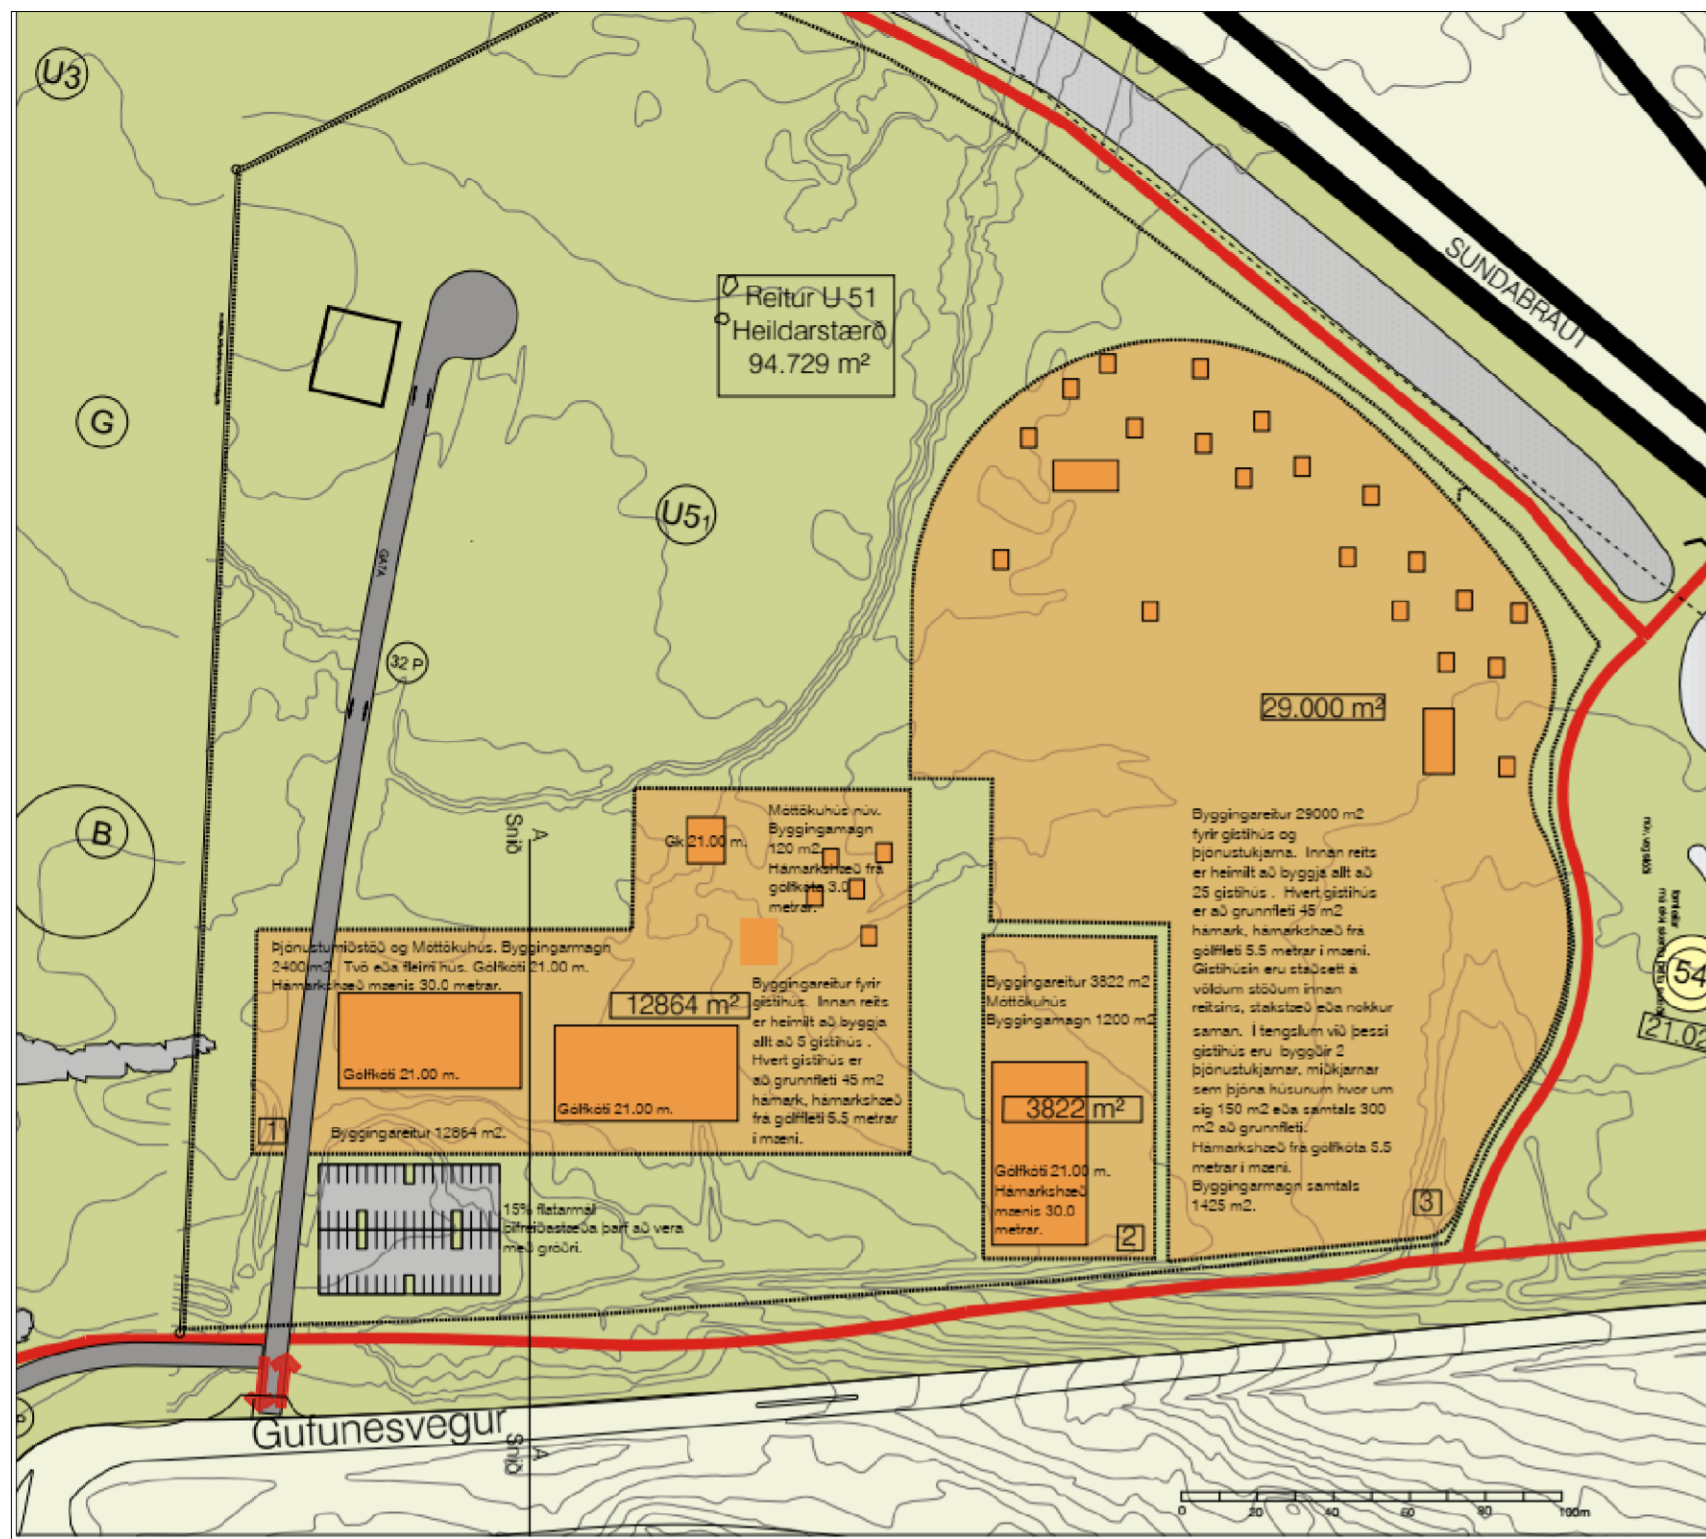 U3
SUNDABRAUT
Reitur U 51
Heildarstærð
94.729 m²
G
U5₁
GATA
32 P
29.000 m²
B
A
Snið
Gk 21.00 m.
Móttökuhús núv.
Byggingamagn
120 m2.
Hámarkshæð frá
gólfkóta 3.0
metrar.
Byggingareitur 29000 m2
fyrir gistihús og
þjónustukjarna. Innan reits
er heimilt að byggja allt að
25 gistihús . Hvert gistihús
er að grunnfleti 45 m2
hámark, hámarkshæð frá
gólffleti 5.5 metrar í mæni.
Gistihúsin eru staðsett á
völdum stöðum innan
reitsins, stakstæð eða nokkur
saman. Í tengslum við þessi
gistihús eru byggðir 2
þjónustukjarnar, miðkjarnar
sem þjóna húsunum hvor um
sig 150 m2 eða samtals 300
m2 að grunnfleti.
Hámarkshæð frá gólfkóta 5.5
metrar í mæni.
Byggingarmagn samtals
1425 m2.
Þjónustumiðstöð og Móttökuhús. Byggingarmagn
2400 m2. Tvö eða fleirri hús. Gólfkóti 21.00 m.
Hámarkshæð mænis 30.0 metrar.
12864 m²
Byggingareitur fyrir
gistihús. Innan reits
er heimilt að byggja
allt að 5 gistihús .
Hvert gistihús er
að grunnfleti 45 m2
hámark, hámarkshæð
frá gólffleti 5.5 metrar
í mæni.
Byggingareitur 3822 m2
Móttökuhús
Byggingamagn 1200 m2
54
21.02
Gólfkóti 21.00 m.
Gólfkóti 21.00 m.
3822 m²
1
Byggingareitur 12864 m2.
Gólfkóti 21.00 m.
Hámarkshæð
mænis 30.0
metrar.
2
3
15% flatarmál
bifreiðastæða þarf að vera
með gróðri.
Gufunesvegur
A
Snið
0 20 40 60 80 100m